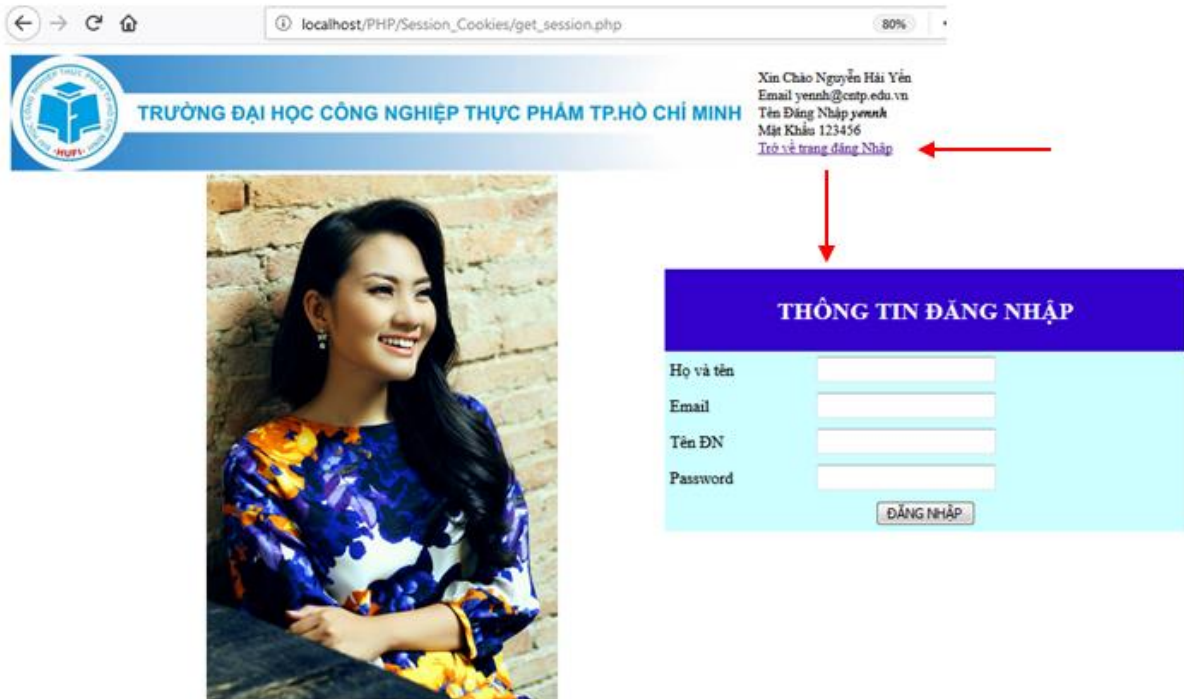 localhost/PHP/Session_Cookies/get_session.php
80%
TRƯỜNG ĐẠI HỌC CÔNG NGHIỆP THỰC PHẨM TP.HỒ CHÍ MINH
HUFI
Xin Chào Nguyễn Hải Yến
Email yennh@cntp.edu.vn
Tên Đăng Nhập yennh
Mật Khẩu 123456
Trở về trang đăng Nhập
THÔNG TIN ĐĂNG NHẬP
Họ và tên
Email
Tên ĐN
Password
ĐĂNG NHẬP